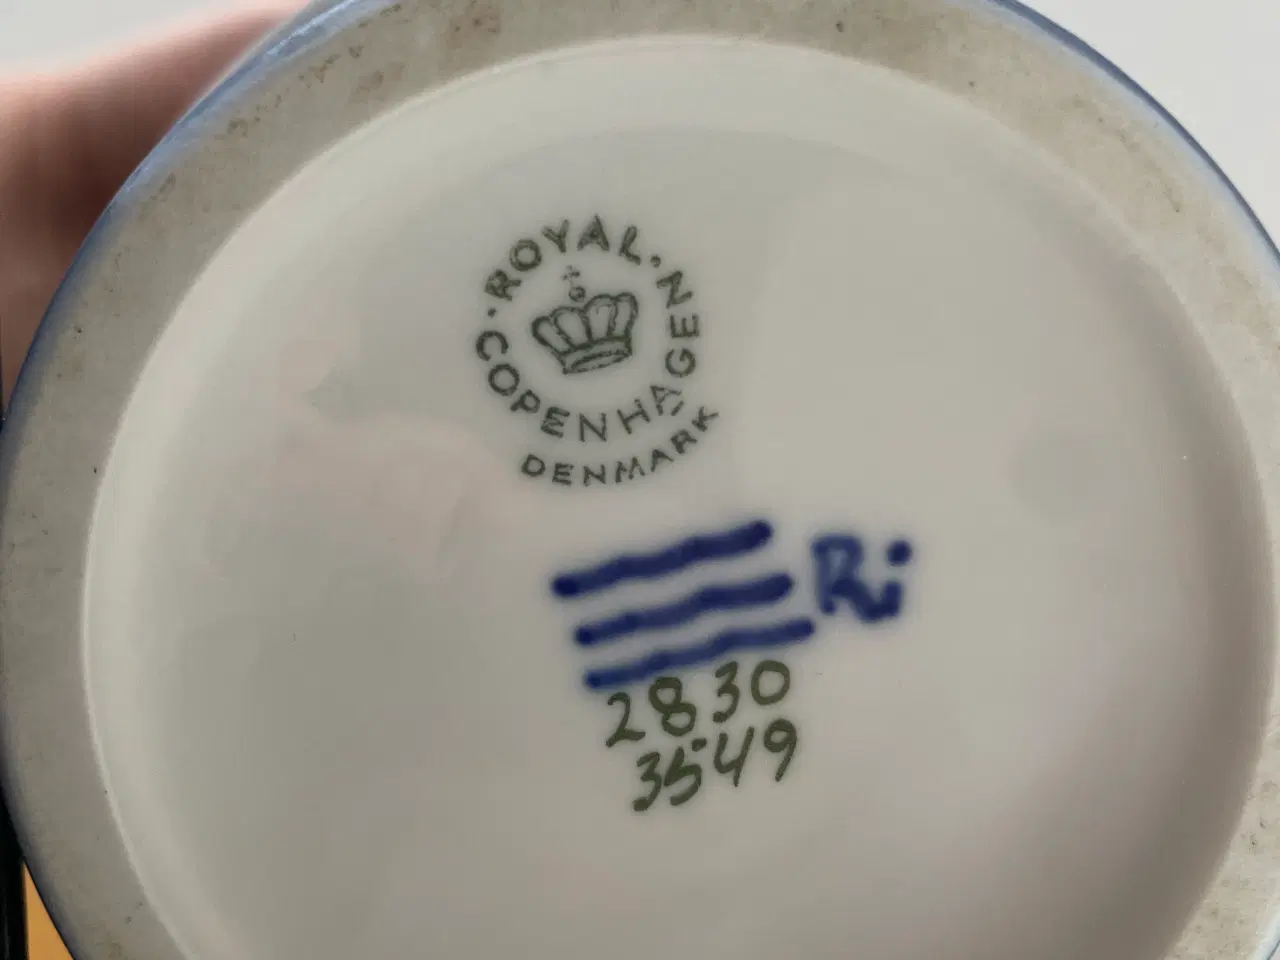 ROYAL. COPENHAGEN
DENMARK
Ri
2830
3549